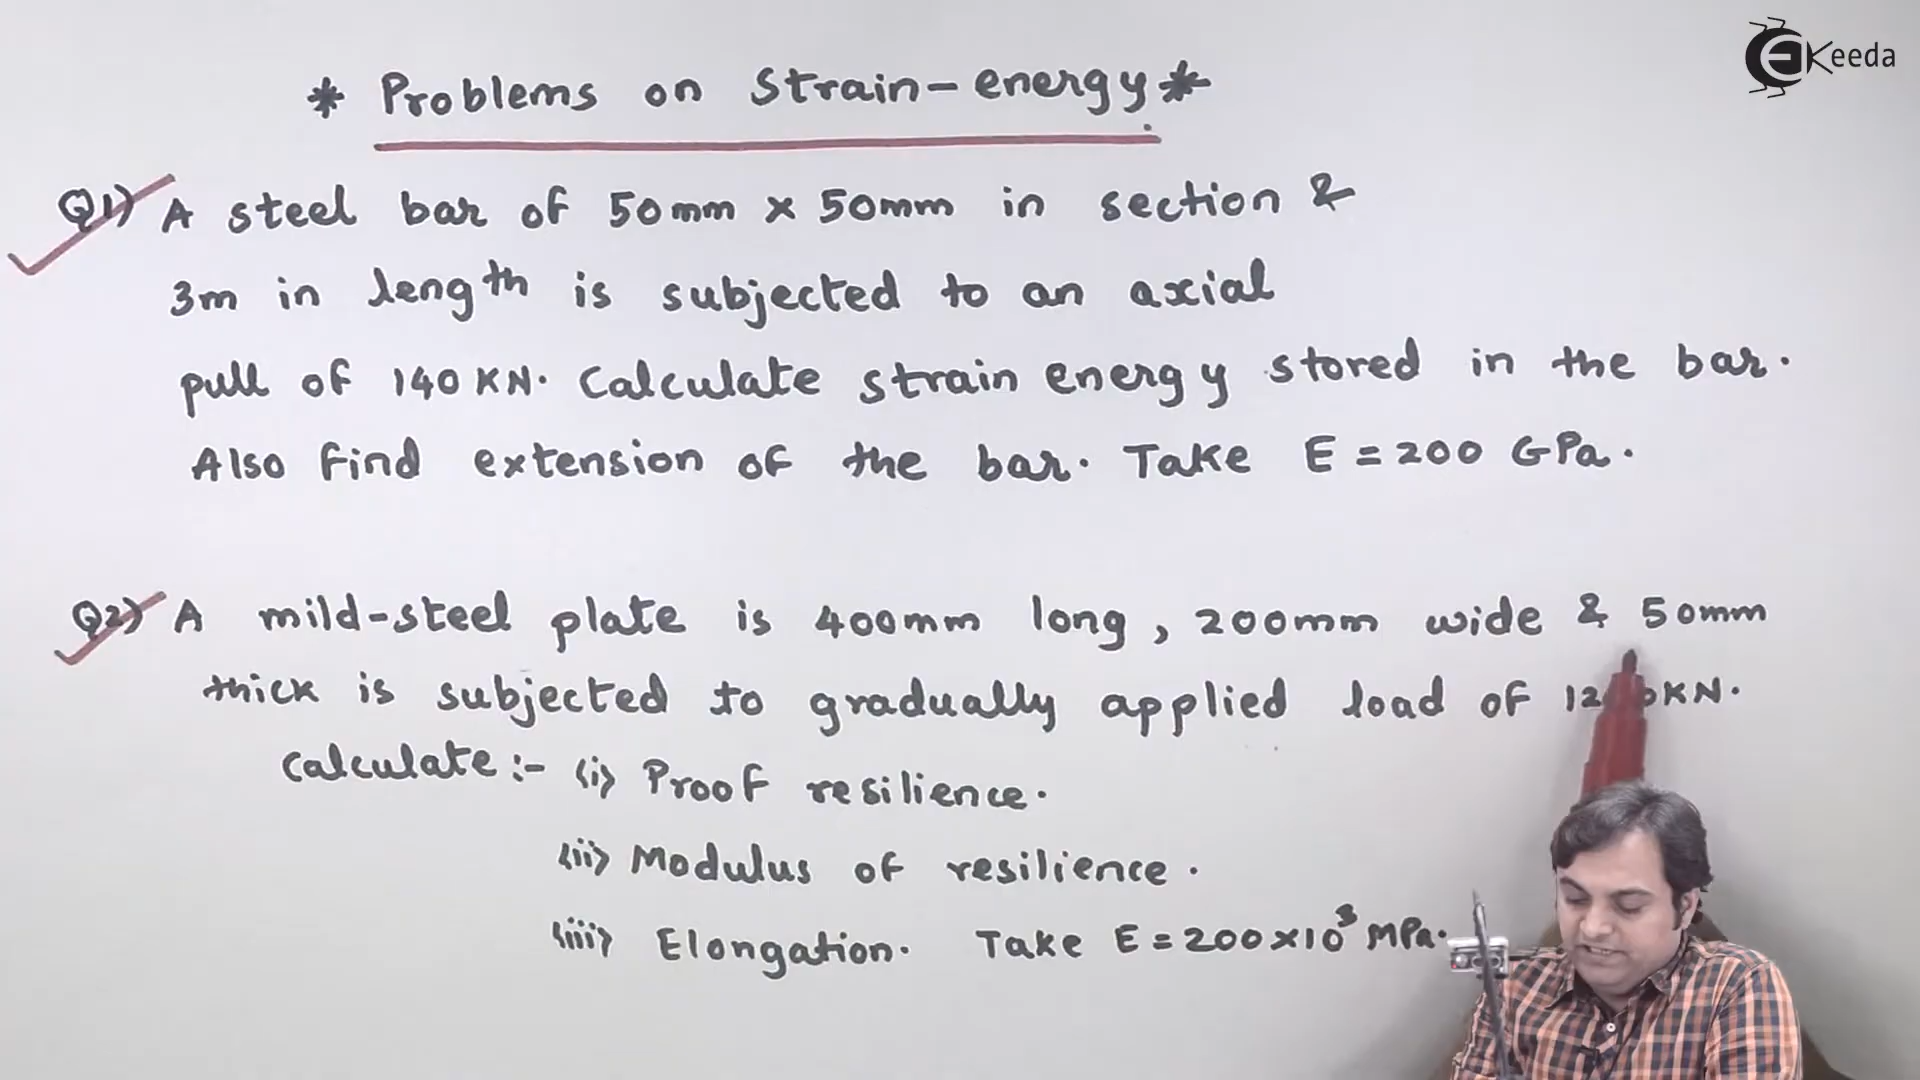 EKeeda
* Problems on Strain-energy *
Q1) A steel bar of 50mm x 50mm in section &
3m in length is subjected to an axial
pull of 140 KN. Calculate strain energy stored in the bar.
Also find extension of the bar. Take E = 200 GPa.
Q2) A mild-steel plate is 400mm long, 200mm wide & 50mm
thick is subjected to gradually applied load of KN.
Calculate :- (i) Proof resilience.
(ii) Modulus of resilience.
(iii) Elongation. Take E = 200x10³ MPa.